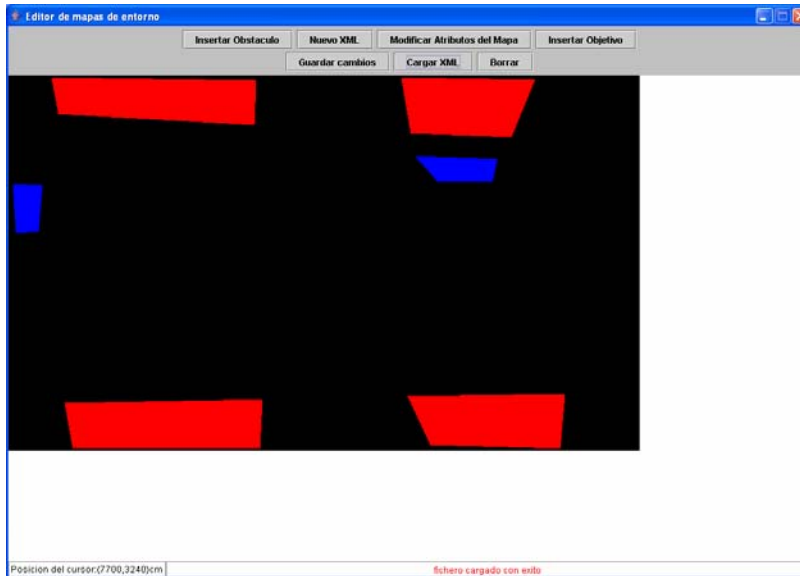 Editor de mapas de entorno
Insertar Obstaculo Nuevo XML Modificar Atributos del Mapa Insertar Objetivo
Guardar cambios Cargar XML Borrar
Posicion del cursor:(7700,3240)cm fichero cargado con exito